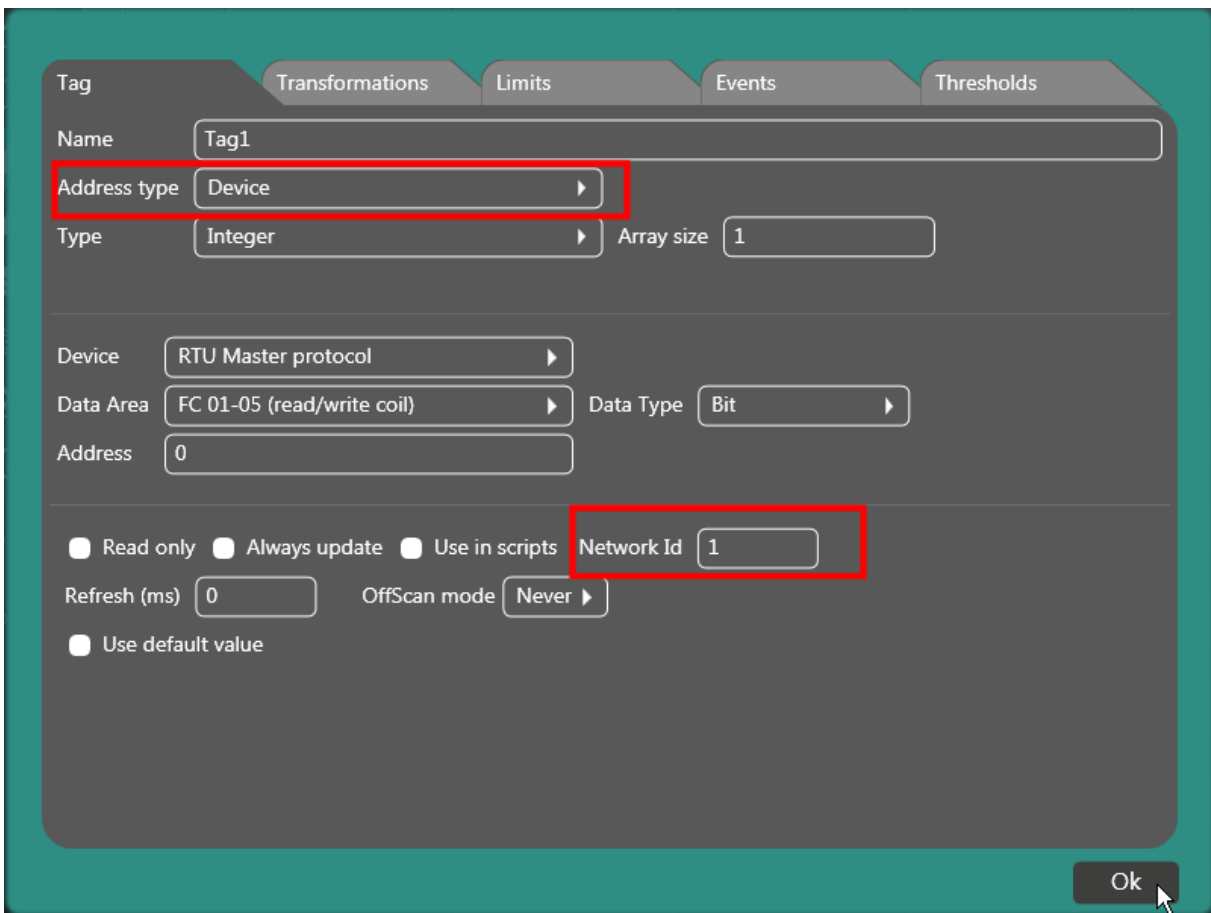 Tag Transformations Limits Events Thresholds
Name Tag1
Address type Device
Type Integer Array size 1
Device RTU Master protocol
Data Area FC 01-05 (read/write coil) Data Type Bit
Address 0
Read only Always update Use in scripts Network Id 1
Refresh (ms) 0 OffScan mode Never
Use default value
Ok